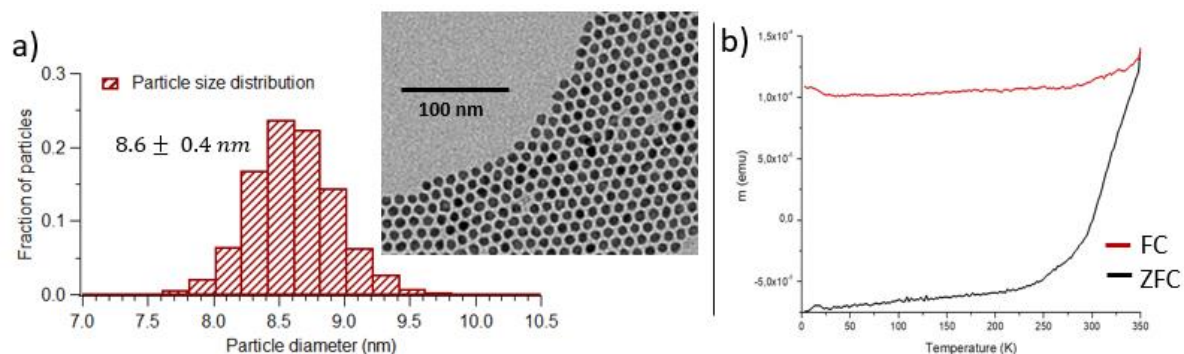 a)
0.3
0.2
0.1
0.0
Fraction of particles
Particle size distribution
8.6 ± 0.4 nm
7.0 7.5 8.0 8.5 9.0 9.5 10.0 10.5
Particle diameter (nm)
100 nm
b)
0,0
m (emu)
FC
ZFC
0 50 100 150 200 250 300 350
Temperature (K)